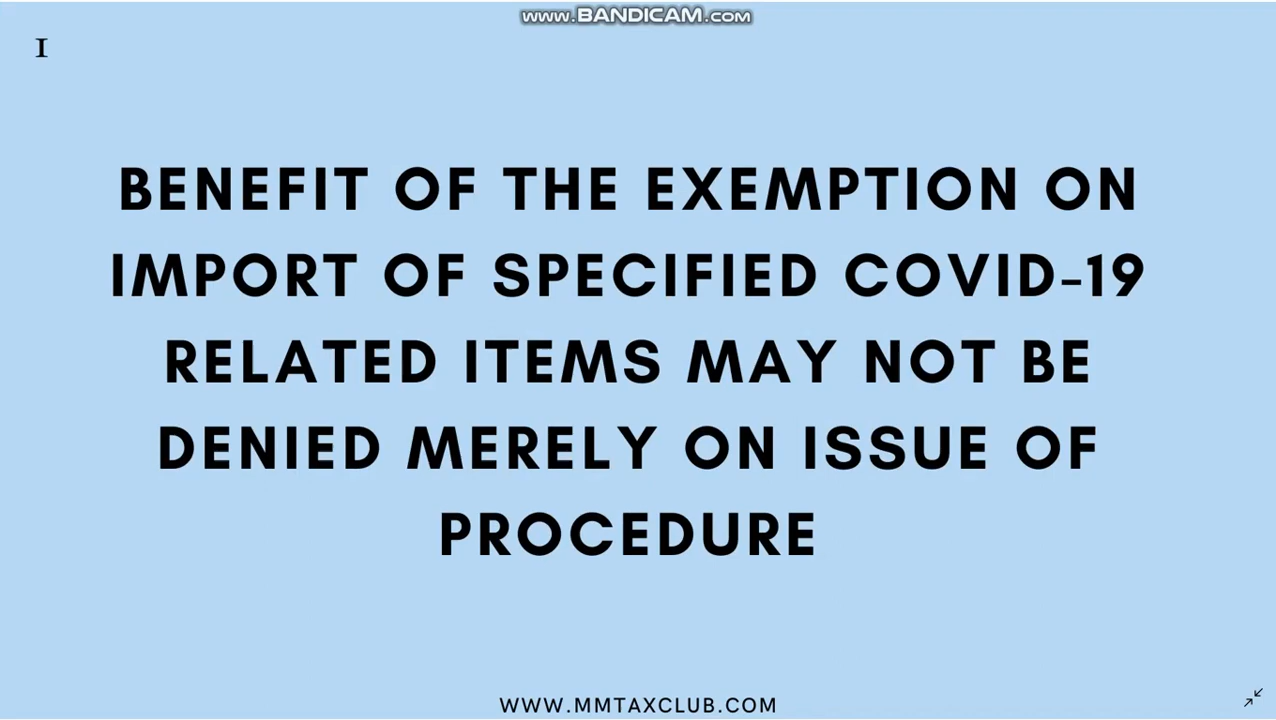 www.BANDICAM.com
I
BENEFIT OF THE EXEMPTION ON
IMPORT OF SPECIFIED COVID-19
RELATED ITEMS MAY NOT BE
DENIED MERELY ON ISSUE OF
PROCEDURE
WWW.MMTAXCLUB.COM